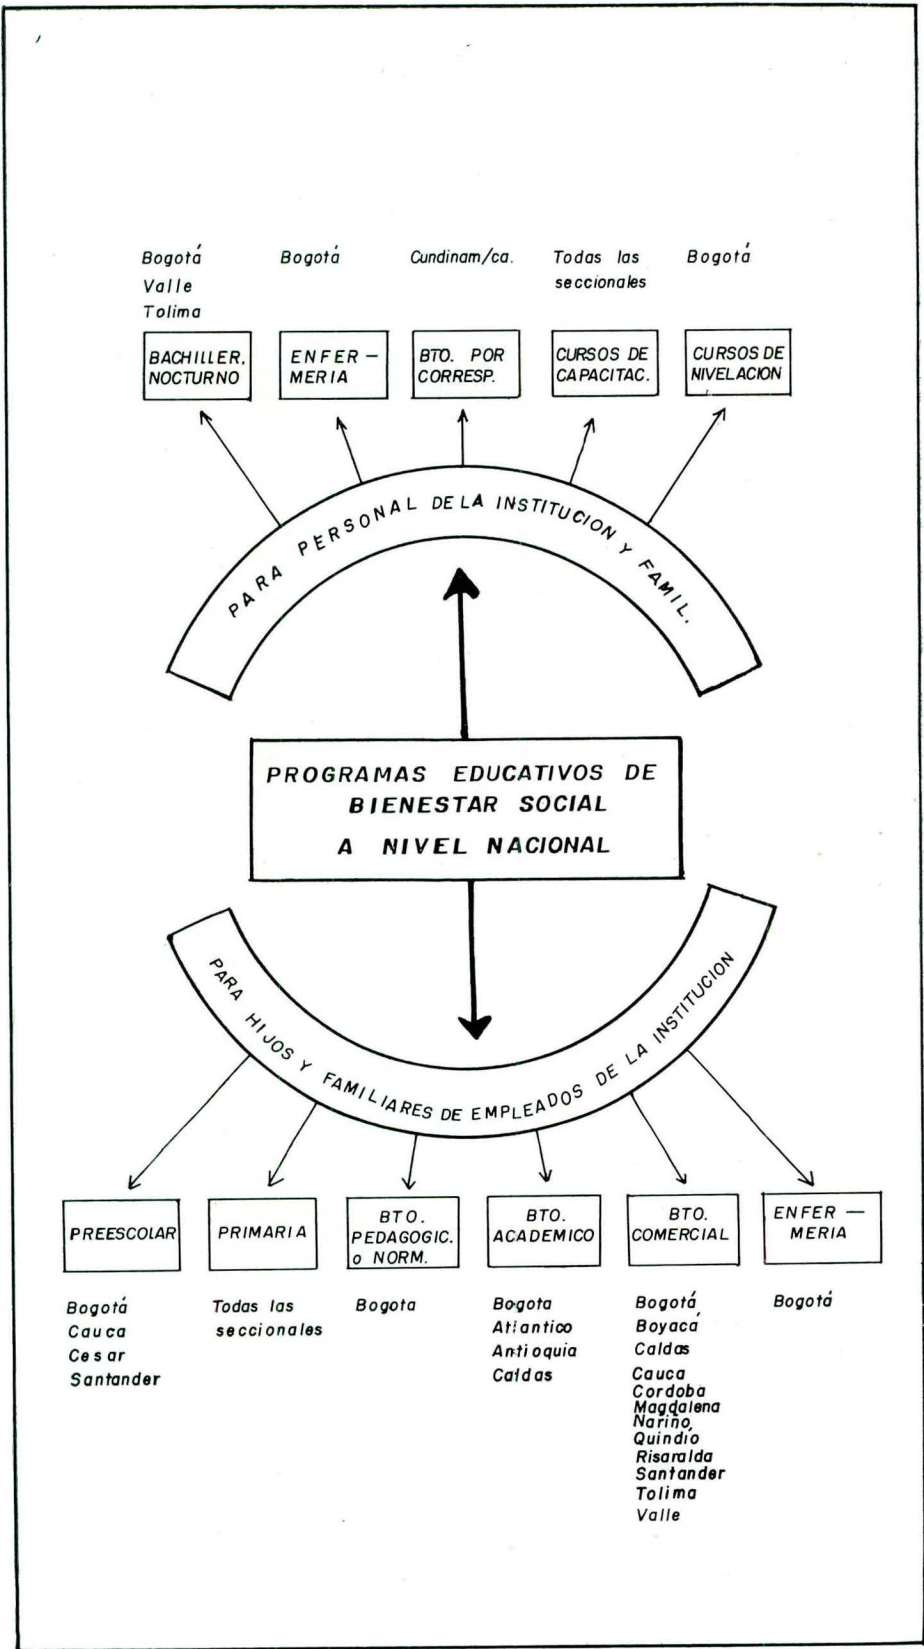 Bogotá
Valle
Tolima
Bogotá
Cundinam/ca.
Todas las
seccionales
Bogotá
BACHILLER.
NOCTURNO
ENFER —
MERIA
BTO. POR
CORRESP.
CURSOS DE
CAPACITAC.
CURSOS DE
NIVELACION
PARA PERSONAL DE LA INSTITUCION Y FAMIL.
PROGRAMAS EDUCATIVOS DE
BIENESTAR SOCIAL
A NIVEL NACIONAL
PARA HIJOS Y FAMILIARES DE EMPLEADOS DE LA INSTITUCION
PREESCOLAR
PRIMARIA
BTO.
PEDAGOGIC.
o NORM.
BTO.
ACADEMICO
BTO.
COMERCIAL
ENFER —
MERIA
Bogotá
Cauca
Cesar
Santander
Todas las
seccionales
Bogota
Bogota
Atlantico
Antioquia
Caldas
Bogotá
Boyacá
Caldas
Cauca
Cordoba
Magdalena
Nariño
Quindío
Risaralda
Santander
Tolima
Valle
Bogotá